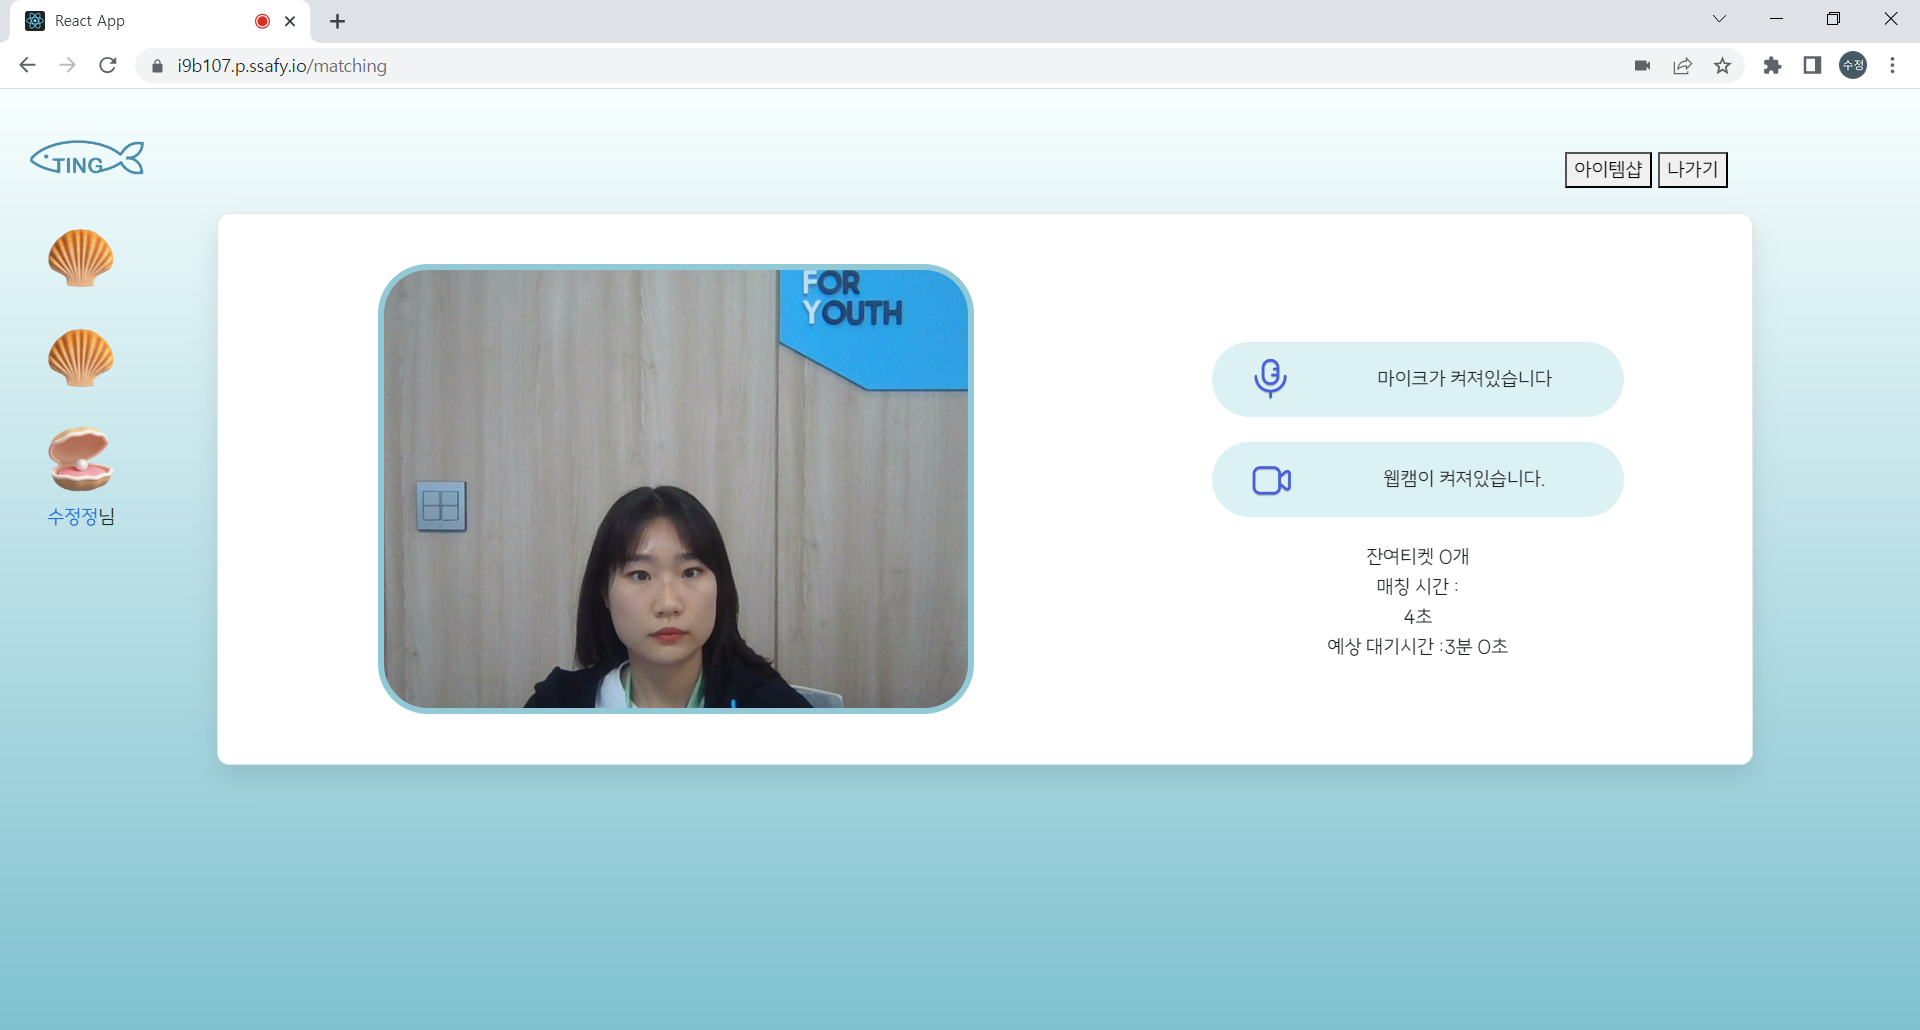 React App
i9b107.p.ssafy.io/matching
수정
TING
아이템샵 나가기
FOR
YOUTH
마이크가 켜져있습니다
웹캠이 켜져있습니다.
수정정님
잔여티켓 0개
매칭 시간 :
4초
예상 대기시간 :3분 0초